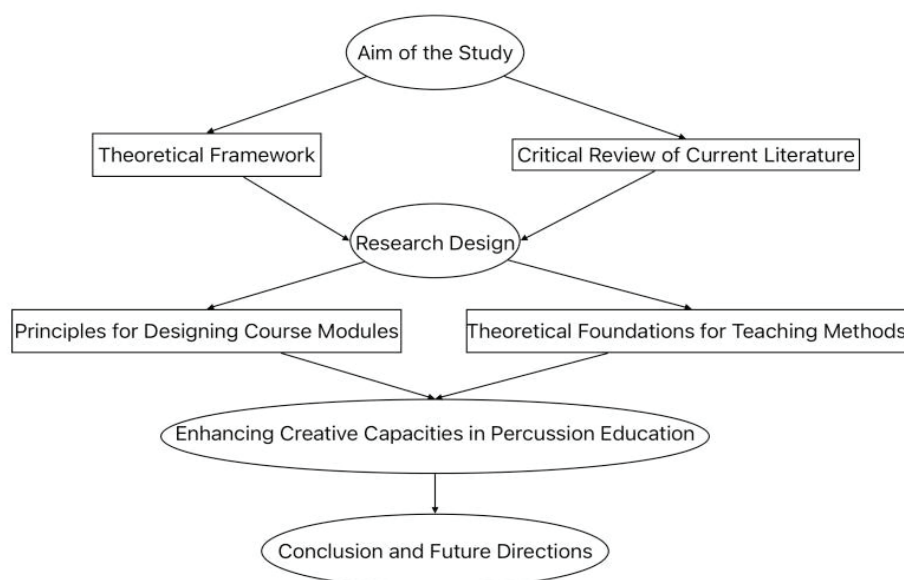 Aim of the Study
Theoretical Framework
Critical Review of Current Literature
Research Design
Principles for Designing Course Modules
Theoretical Foundations for Teaching Methods
Enhancing Creative Capacities in Percussion Education
Conclusion and Future Directions